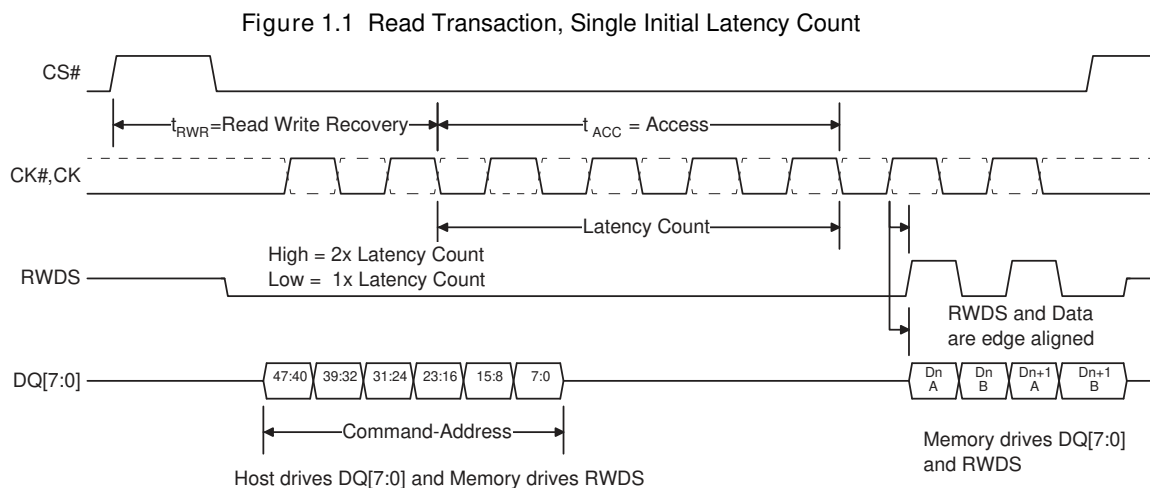 Figure 1.1 Read Transaction, Single Initial Latency Count
CS#
tRWR=Read Write Recovery
tACC = Access
CK#,CK
Latency Count
High = 2x Latency Count
Low = 1x Latency Count
RWDS
RWDS and Data
are edge aligned
DQ[7:0]
47:40 39:32 31:24 23:16 15:8 7:0
Dn A
Dn B
Dn+1 A
Dn+1 B
Command-Address
Memory drives DQ[7:0]
and RWDS
Host drives DQ[7:0] and Memory drives RWDS